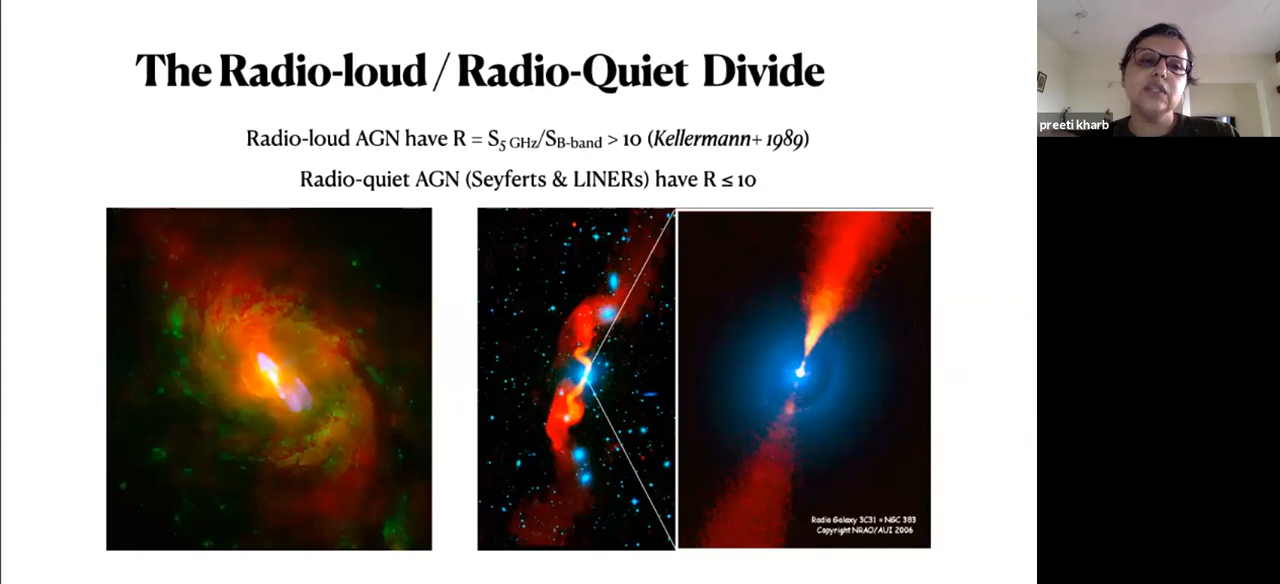 The Radio-loud / Radio-Quiet Divide
Radio-loud AGN have R = S5 GHz/SB-band > 10 (Kellermann+ 1989)
Radio-quiet AGN (Seyferts & LINERs) have R ≤ 10
Radio Galaxy 3C31 = NGC 383
Copyright NRAO/AUI 2006
preeti kharb